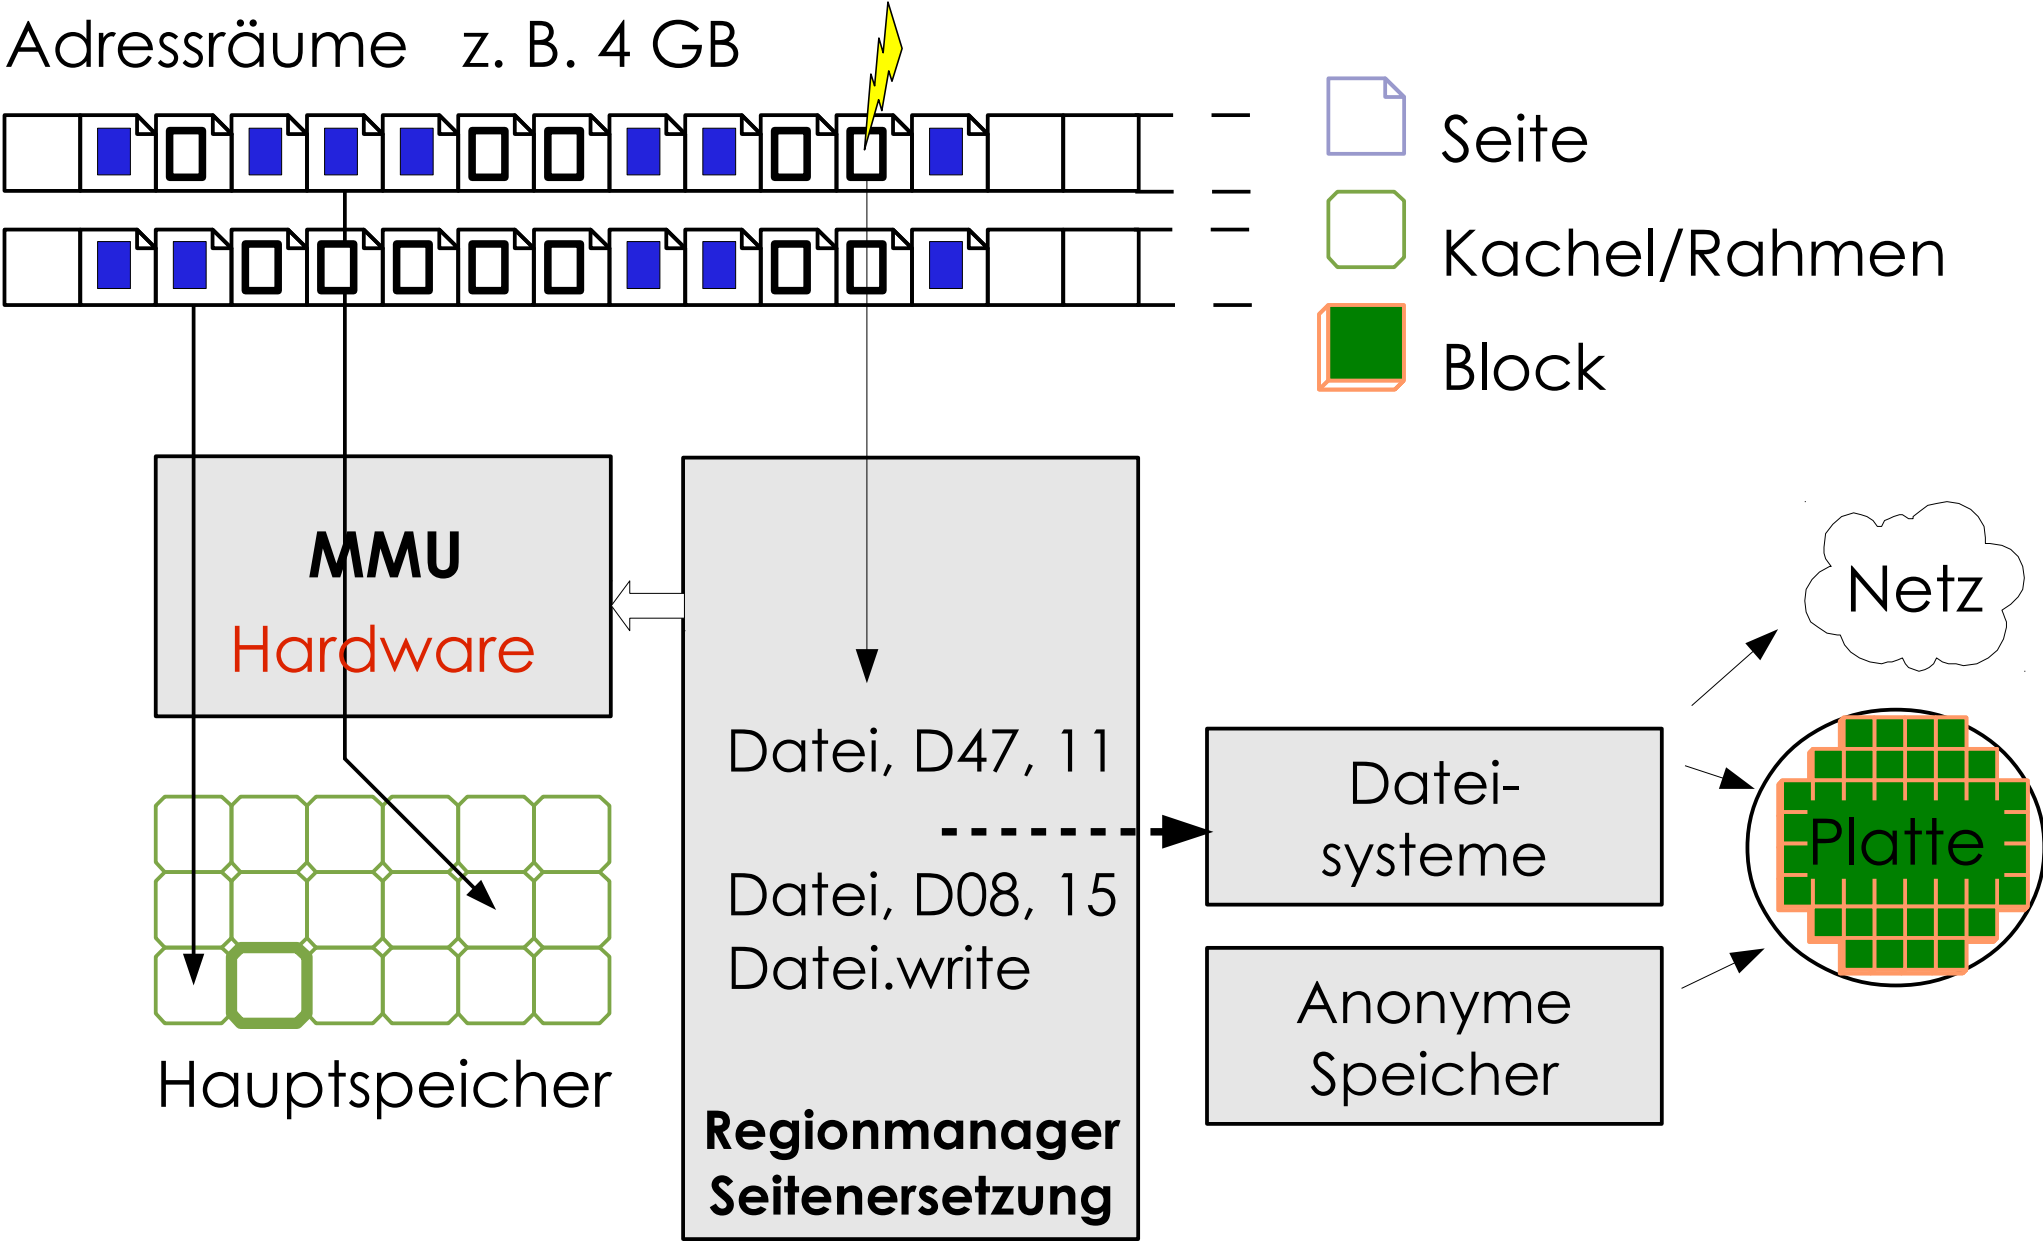 Adressräume z. B. 4 GB
Seite
Kachel/Rahmen
Block
MMU
Hardware
Hauptspeicher
Datei, D47, 11
Datei, D08, 15
Datei.write
Regionmanager
Seitenersetzung
Datei-
systeme
Anonyme
Speicher
Netz
Platte